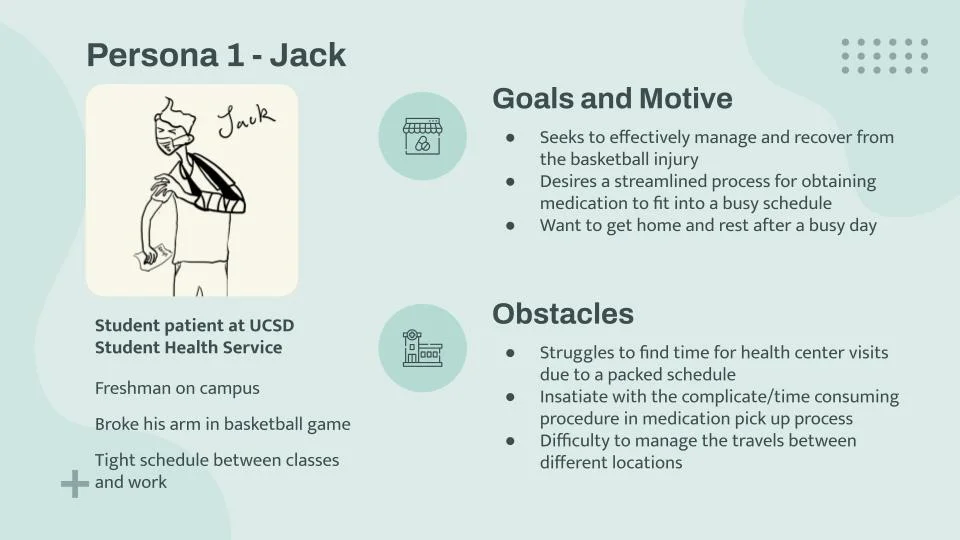 Persona 1 - Jack
Jack
Student patient at UCSD
Student Health Service
Freshman on campus
Broke his arm in basketball game
Tight schedule between classes
and work
Goals and Motive
● Seeks to effectively manage and recover from
the basketball injury
● Desires a streamlined process for obtaining
medication to fit into a busy schedule
● Want to get home and rest after a busy day
Obstacles
● Struggles to find time for health center visits
due to a packed schedule
● Insatiate with the complicate/time consuming
procedure in medication pick up process
● Difficulty to manage the travels between
different locations